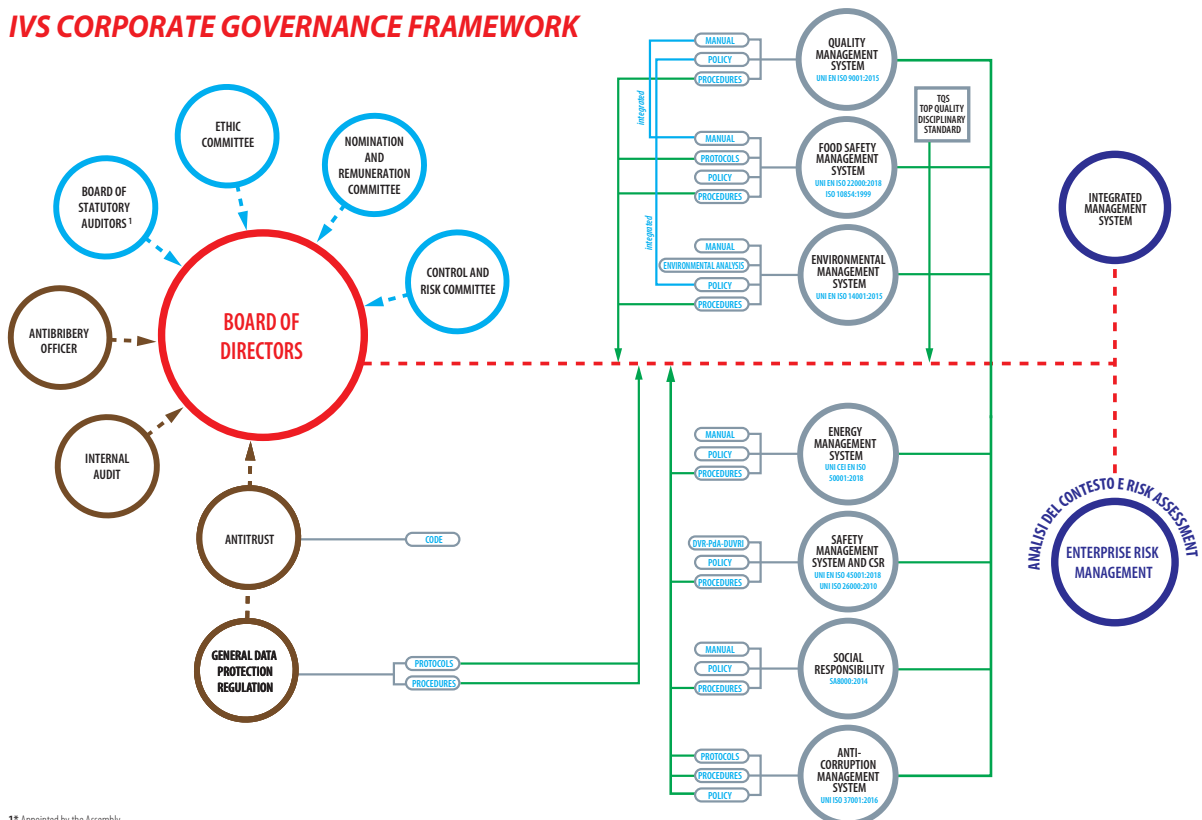 IVS CORPORATE GOVERNANCE FRAMEWORK
ETHIC
COMMITTEE
NOMINATION
AND
REMUNERATION
COMMITTEE
BOARD OF
STATUTORY
AUDITORS 1
CONTROL AND
RISK COMMITTEE
ANTIBRIBERY
OFFICER
BOARD OF
DIRECTORS
INTERNAL
AUDIT
ANTITRUST
CODE
GENERAL DATA
PROTECTION
REGULATION
PROTOCOLS
PROCEDURES
integrated
integrated
MANUAL
POLICY
PROCEDURES
QUALITY
MANAGEMENT
SYSTEM
UNI EN ISO 9001:2015
MANUAL
PROTOCOLS
POLICY
PROCEDURES
FOOD SAFETY
MANAGEMENT
SYSTEM
UNI EN ISO 22000:2018
ISO 10854:1999
MANUAL
ENVIRONMENTAL ANALYSIS
POLICY
PROCEDURES
ENVIRONMENTAL
MANAGEMENT
SYSTEM
UNI EN ISO 14001:2015
TQS
TOP QUALITY
DISCIPLINARY
STANDARD
MANUAL
POLICY
PROCEDURES
ENERGY
MANAGEMENT
SYSTEM
UNI CEI EN ISO
50001:2018
DVR-PdA-DUVRI
POLICY
PROCEDURES
SAFETY
MANAGEMENT
SYSTEM AND CSR
UNI EN ISO 45001:2018
UNI ISO 26000:2010
MANUAL
POLICY
PROCEDURES
SOCIAL
RESPONSIBILITY
SA8000:2014
PROTOCOLS
PROCEDURES
POLICY
ANTI-
CORRUPTION
MANAGEMENT
SYSTEM
UNI ISO 37001:2016
INTEGRATED
MANAGEMENT
SYSTEM
ANALISI DEL CONTESTO E RISK ASSESSMENT
ENTERPRISE RISK
MANAGEMENT
1* Appointed by the Assembly